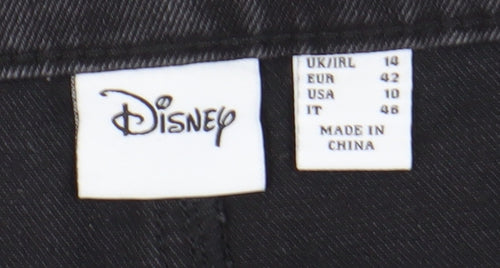 Disney
UK/IRL 14
EUR 42
USA 10
IT 46
MADE IN
CHINA